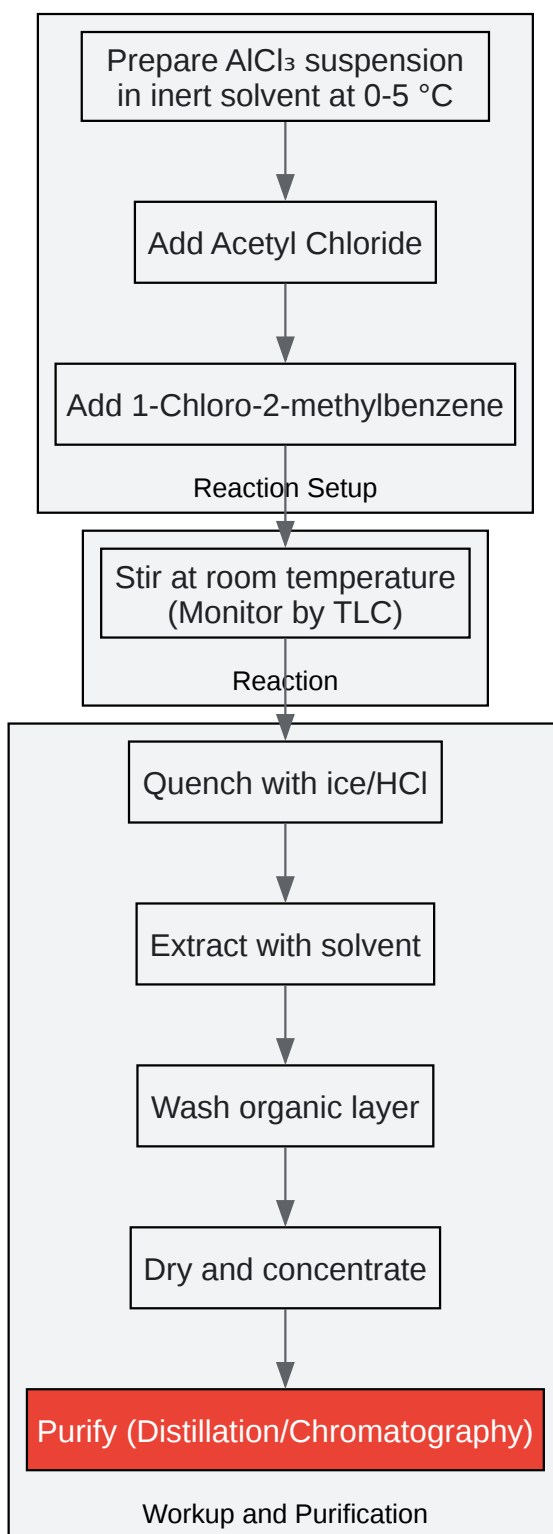 Prepare AlCl₃ suspension
in inert solvent at 0-5 °C
Add Acetyl Chloride
Add 1-Chloro-2-methylbenzene
Reaction Setup
Stir at room temperature
(Monitor by TLC)
Reaction
Quench with ice/HCl
Extract with solvent
Wash organic layer
Dry and concentrate
Purify (Distillation/Chromatography)
Workup and Purification